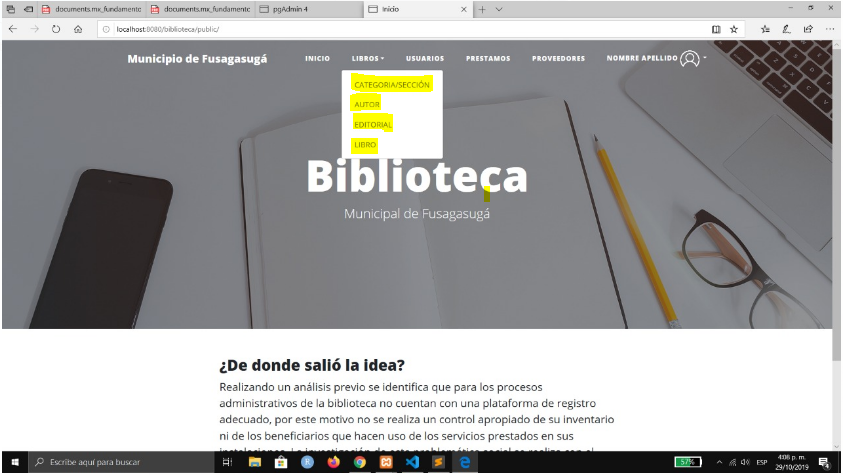 documents.mx_fundamento
documents.mx_fundamento
pgAdmin 4
Inicio
localhost:8080/biblioteca/public/
Municipio de Fusagasugá
INICIO
LIBROS
USUARIOS
PRESTAMOS
PROVEEDORES
NOMBRE APELLIDO
CATEGORIA/SECCIÓN
AUTOR
EDITORIAL
LIBRO
Biblioteca
Municipal de Fusagasugá
¿De donde salió la idea?
Realizando un análisis previo se identifica que para los procesos
administrativos de la biblioteca no cuentan con una plataforma de registro
adecuado, por este motivo no se realiza un control apropiado de su inventario
ni de los beneficiarios que hacen uso de los servicios prestados en sus
Escribe aquí para buscar
57%
ESP
4:06 p. m.
29/10/2019